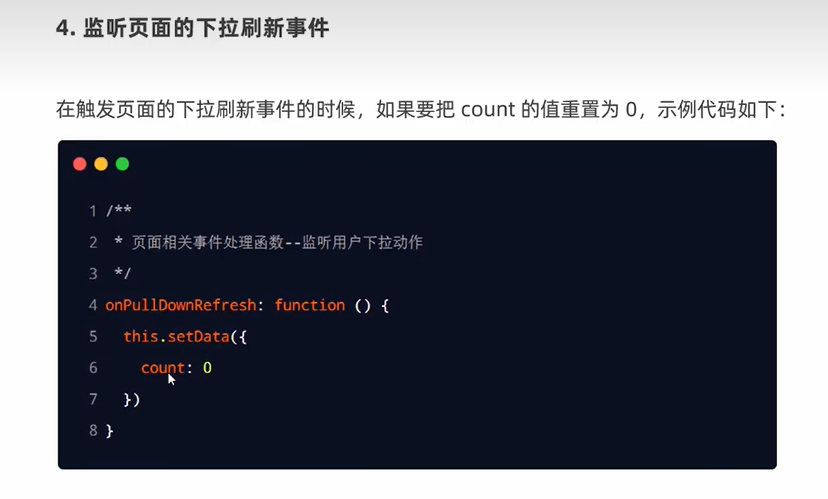 4. 监听页面的下拉刷新事件
在触发页面的下拉刷新事件的时候，如果要把 count 的值重置为 0，示例代码如下：
1 /**
2  * 页面相关事件处理函数--监听用户下拉动作
3  */
4 onPullDownRefresh: function () {
5   this.setData({
6     count: 0
7   })
8 }